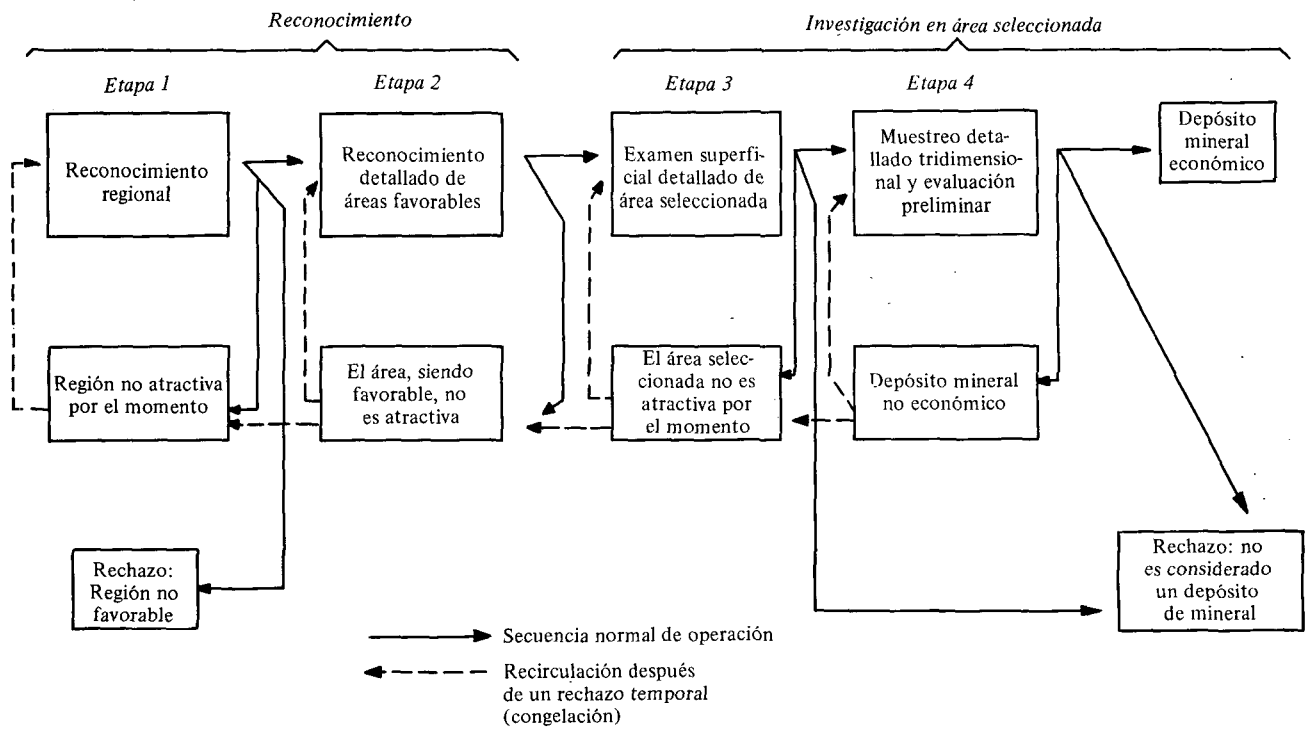 Reconocimiento
Investigación en área seleccionada
Etapa 1
Etapa 2
Etapa 3
Etapa 4
Reconocimiento
regional
Reconocimiento
detallado de
áreas favorables
Examen superfi-
cial detallado de
área seleccionada
Muestreo deta-
llado tridimensio-
nal y evaluación
preliminar
Depósito
mineral
económico
Región no atractiva
por el momento
El área, siendo
favorable, no
es atractiva
El área selec-
cionada no es
atractiva por
el momento
Depósito mineral
no económico
Rechazo:
Región no
favorable
Rechazo: no
es considerado
un depósito
de mineral
Secuencia normal de operación
Recirculación después
de un rechazo temporal
(congelación)